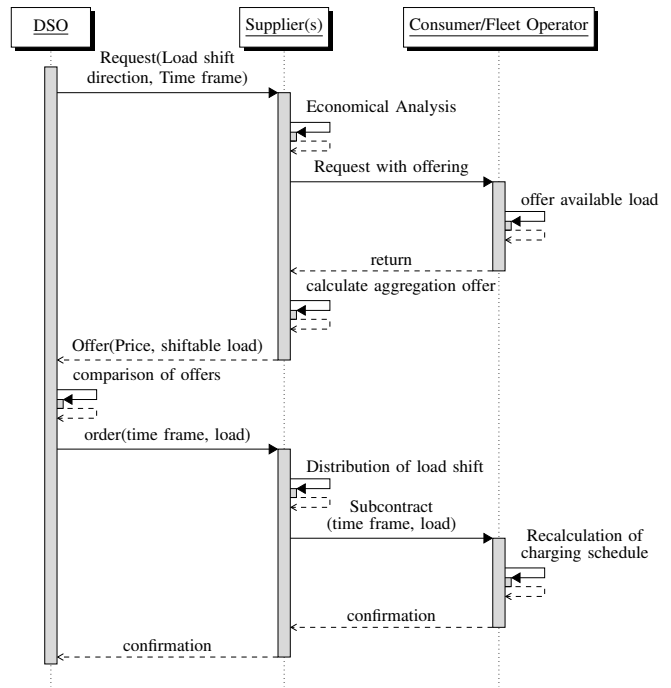 DSO
Supplier(s)
Consumer/Fleet Operator
Request(Load shift
direction, Time frame)
Economical Analysis
Request with offering
offer available load
return
calculate aggregation offer
Offer(Price, shiftable load)
comparison of offers
order(time frame, load)
Distribution of load shift
Subcontract
(time frame, load)
Recalculation of
charging schedule
confirmation
confirmation